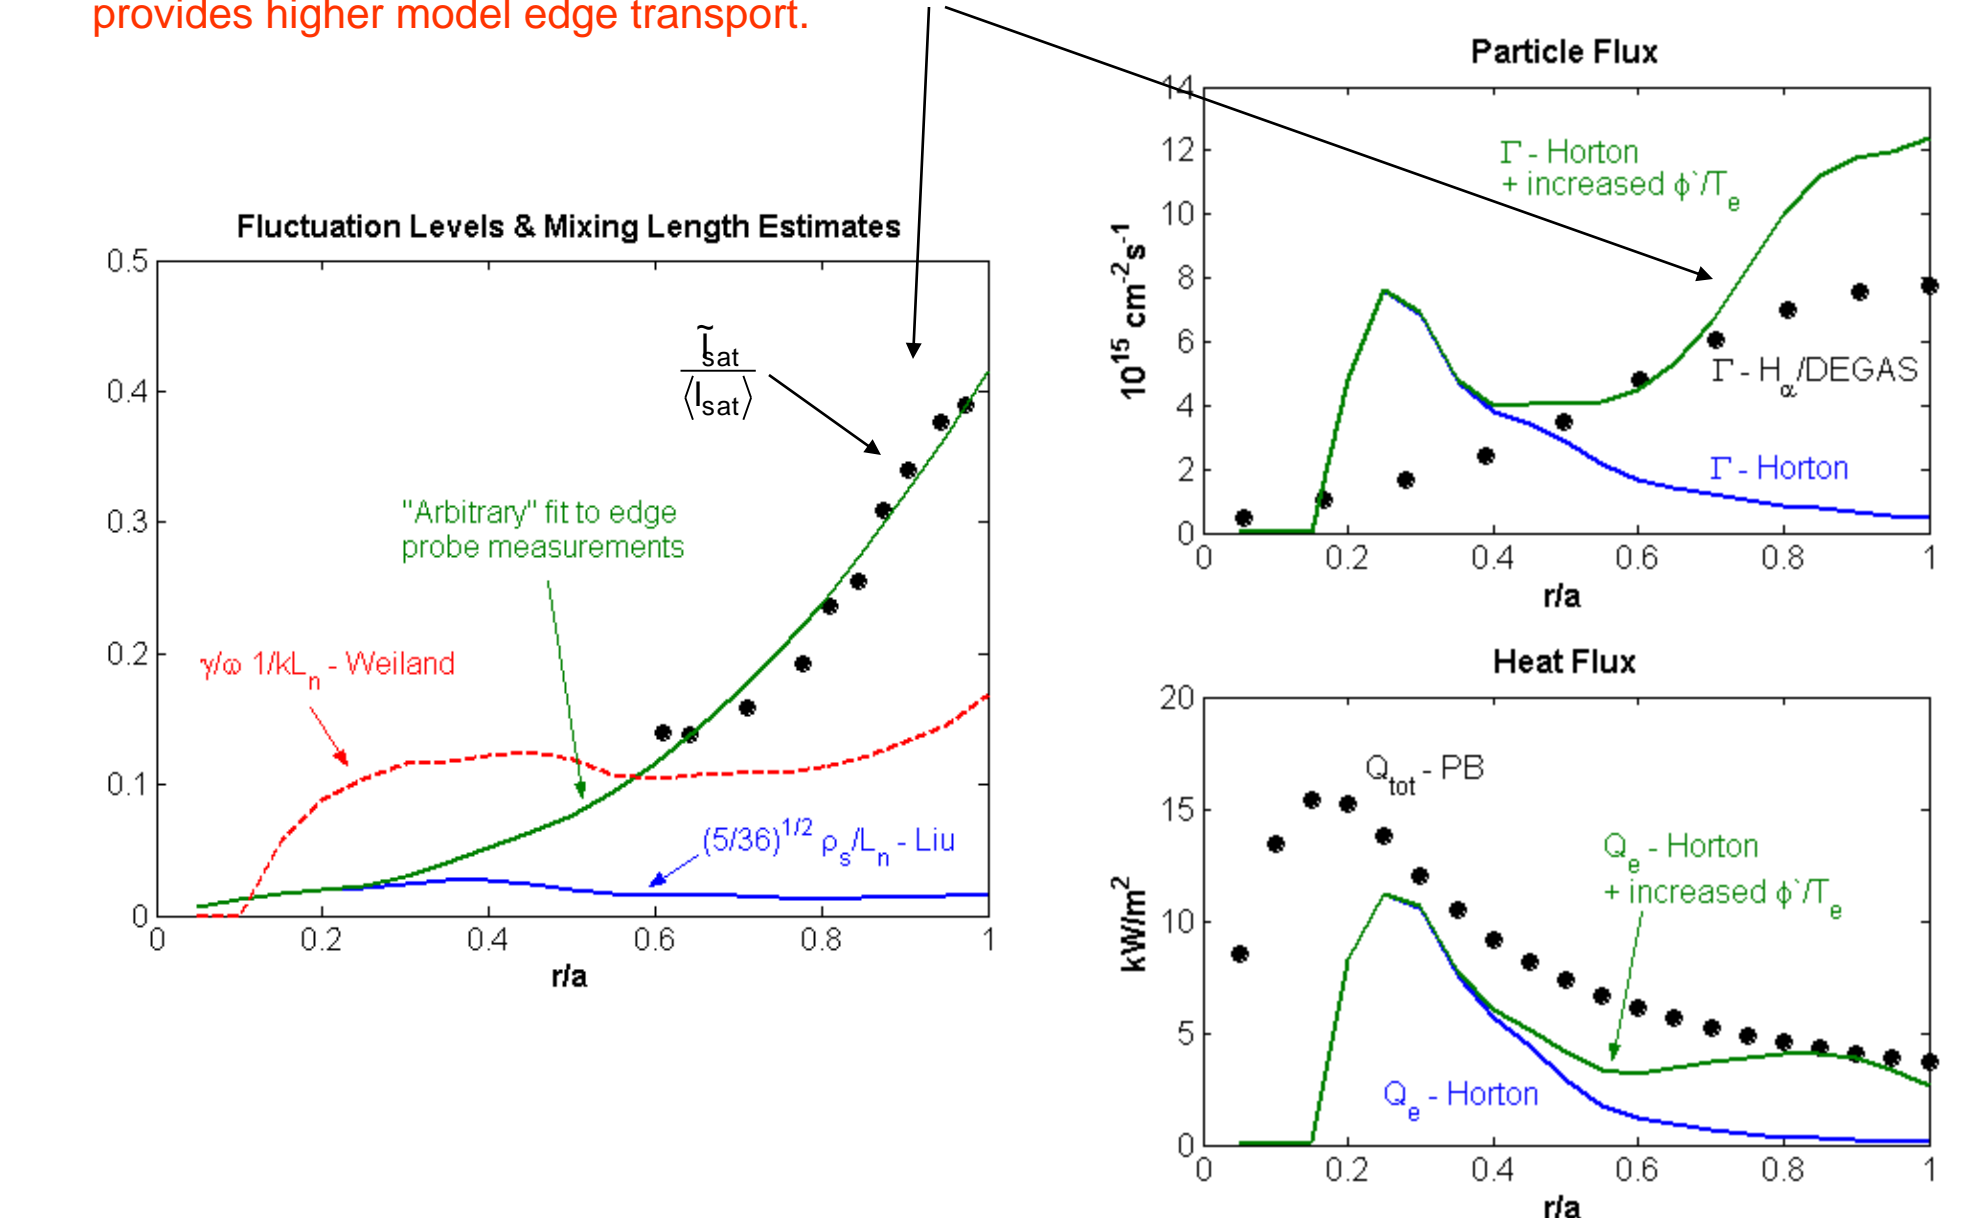 provides higher model edge transport.
Fluctuation Levels & Mixing Length Estimates
0.5
0.4
0.3
0.2
0.1
0
0
0.2
0.4
0.6
0.8
1
r/a
Ĩsat
⟨Isat⟩
"Arbitrary" fit to edge
probe measurements
γ/ω 1/kLn - Weiland
(5/36)1/2 ρs/Ln - Liu
Particle Flux
14
12
10
8
6
4
2
0
0
0.2
0.4
0.6
0.8
1
r/a
10^15 cm^-2 s^-1
Γ - Horton
+ increased ϕ`/Te
Γ - Hα/DEGAS
Γ - Horton
Heat Flux
20
15
10
5
0
0
0.2
0.4
0.6
0.8
1
r/a
kW/m^2
Qtot - PB
Qe - Horton
+ increased ϕ`/Te
Qe - Horton